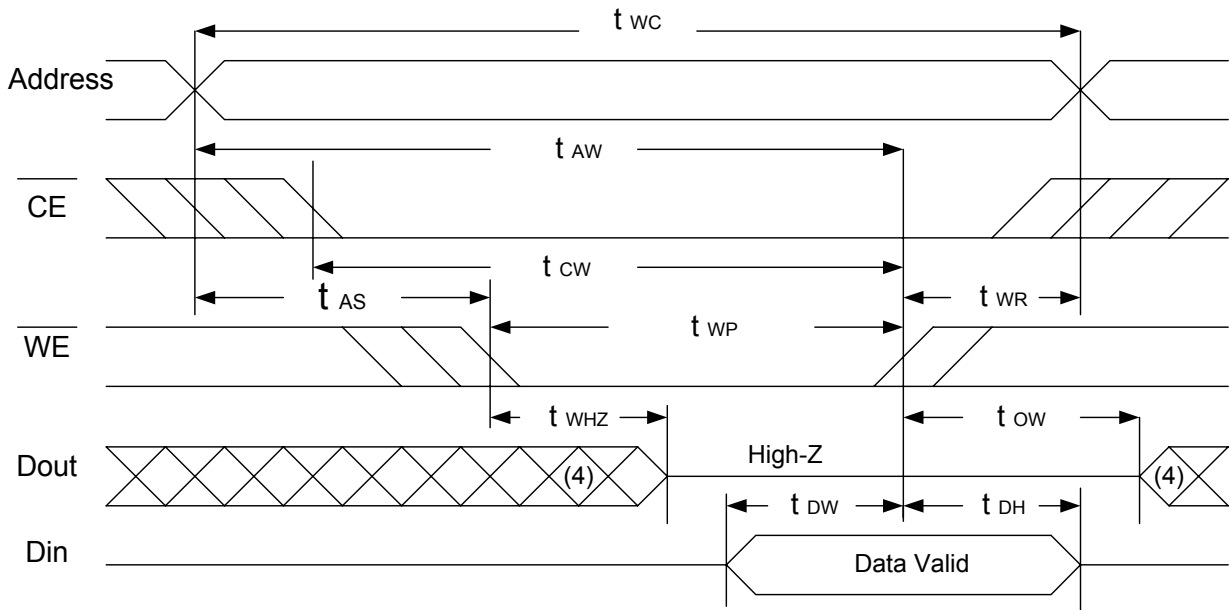 t WC
Address
t AW
CE
t CW
t AS
t WR
t WP
WE
t WHZ
t OW
Dout
(4)
High-Z
(4)
t DW
t DH
Din
Data Valid